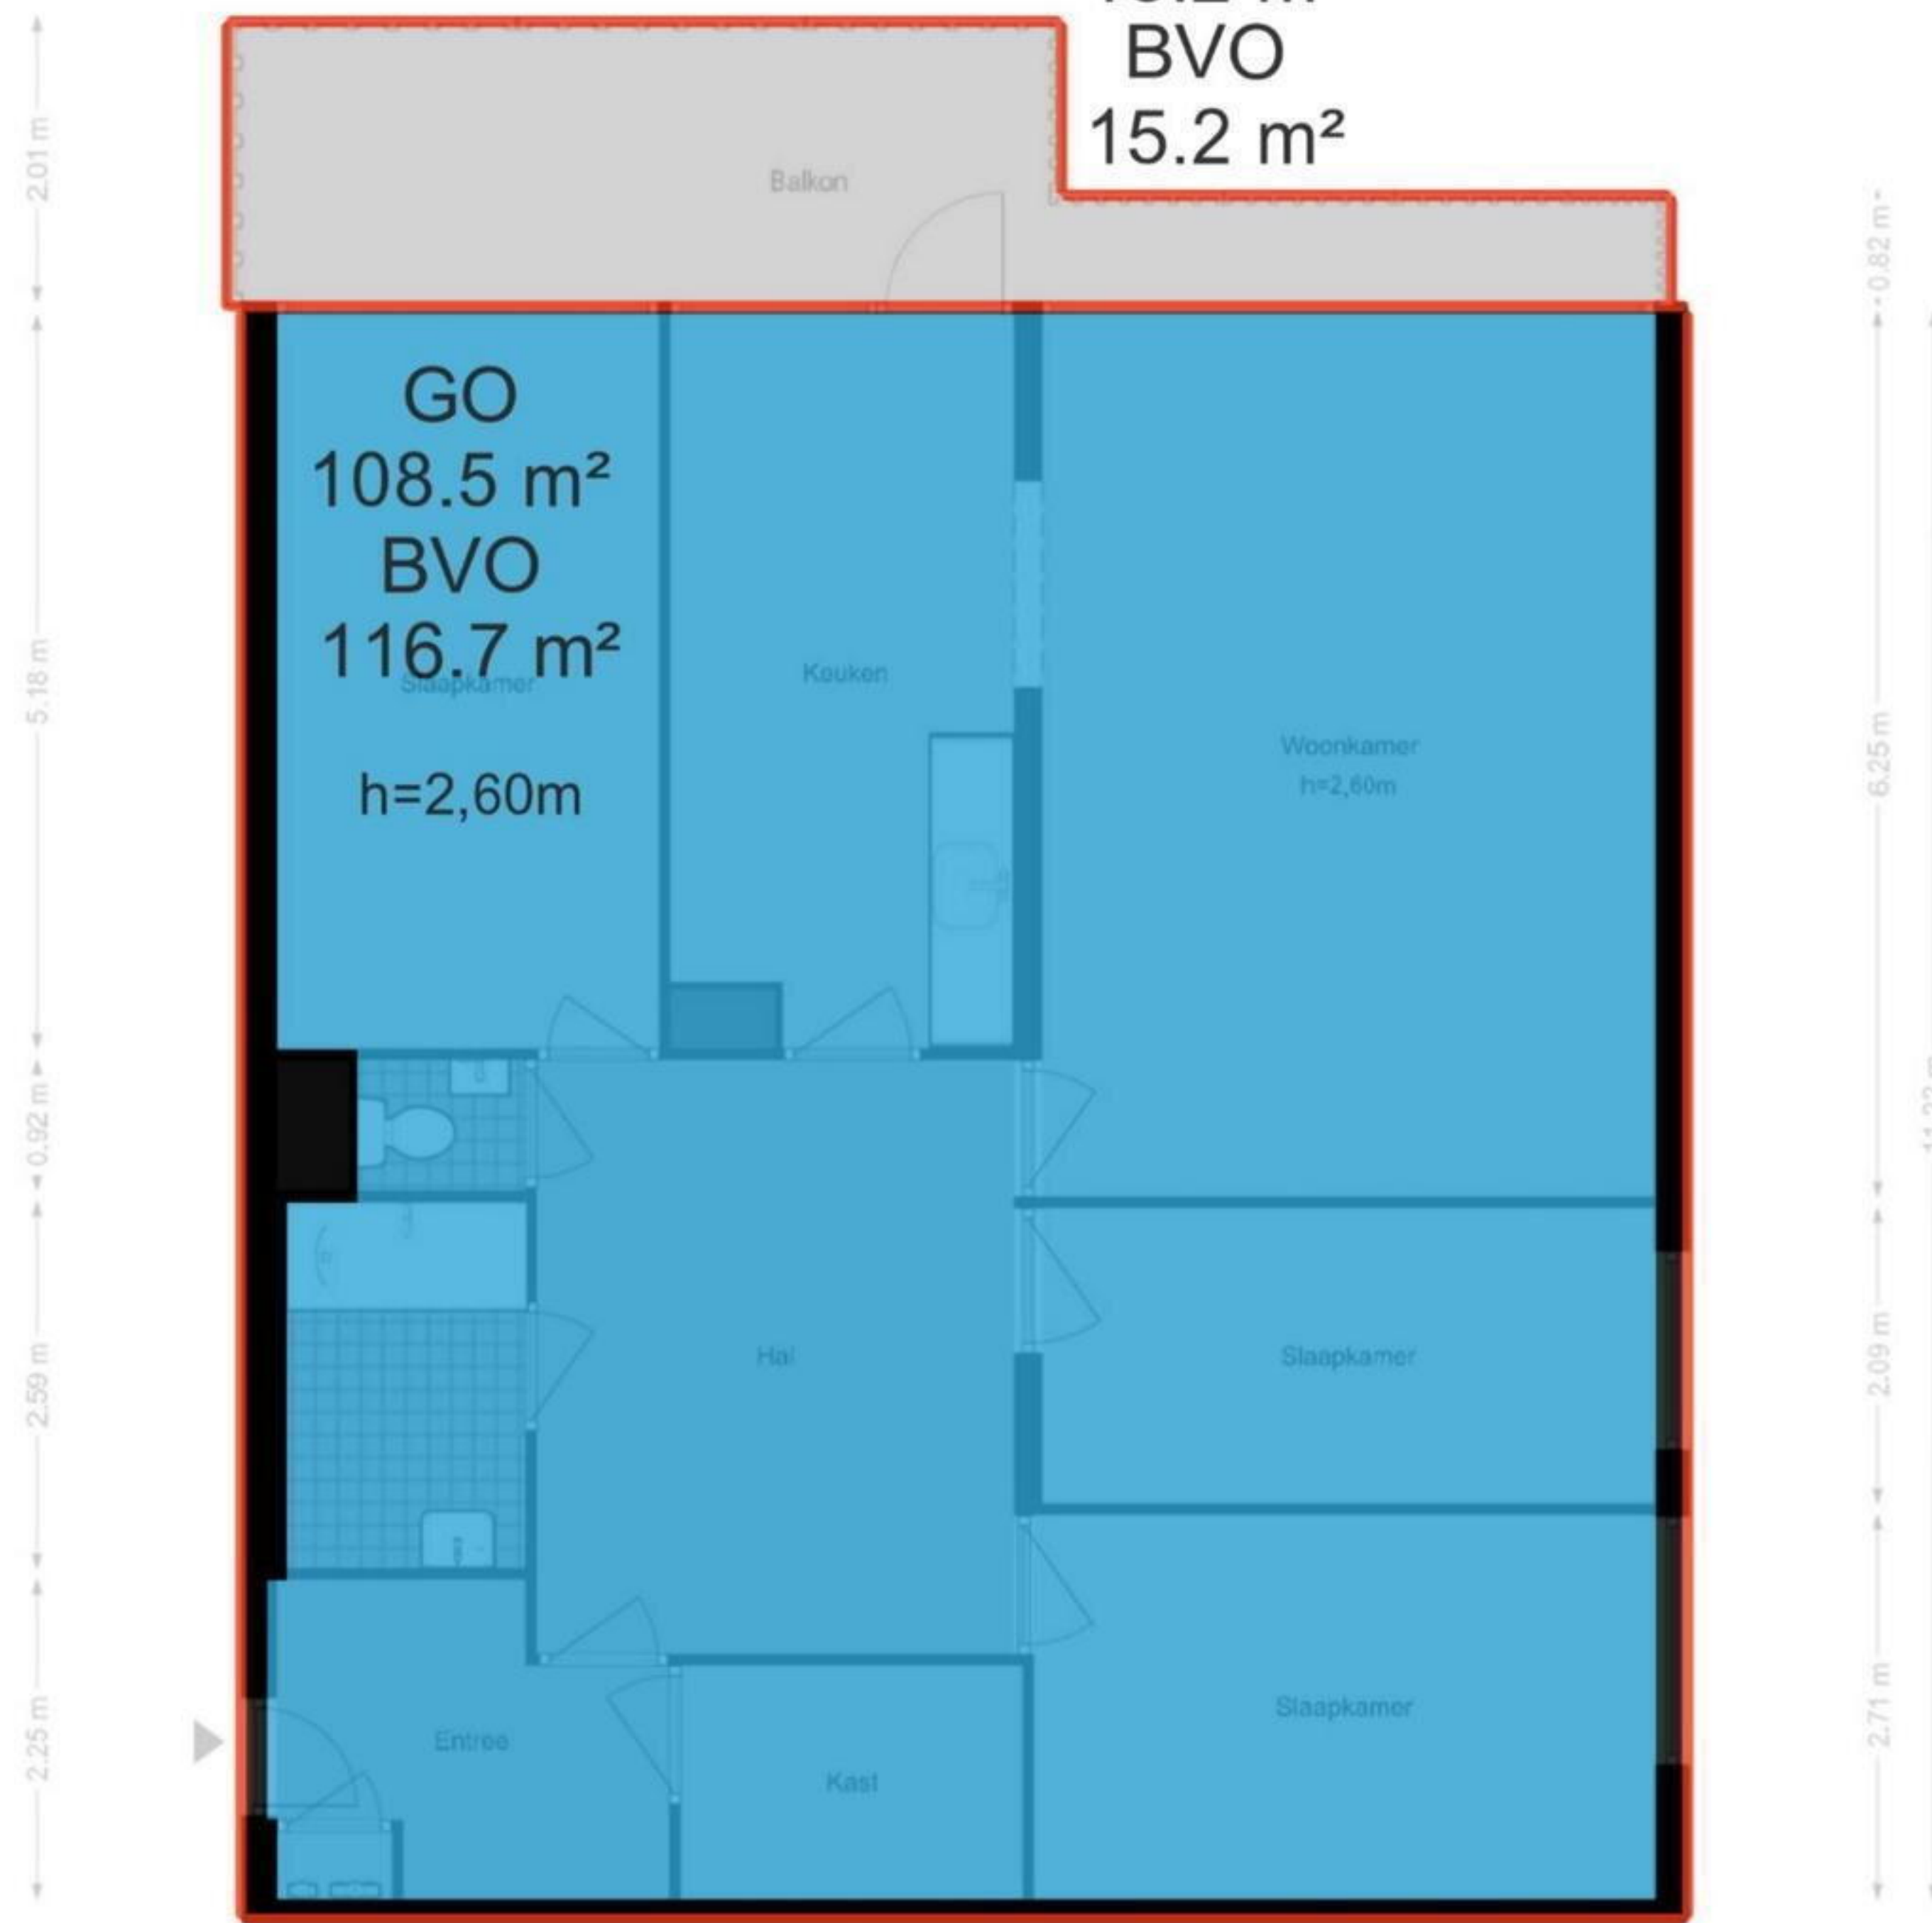 BVO
15.2 m²
2.01 m
Balkon
0.82 m
GO
108.5 m²
BVO
116.7 m²
Slaapkamer
h=2,60m
5.18 m
Keuken
Woonkamer
h=2,60m
6.25 m
0.92 m
2.59 m
Hal
Slaapkamer
2.09 m
2.25 m
Entree
Kast
Slaapkamer
2.71 m